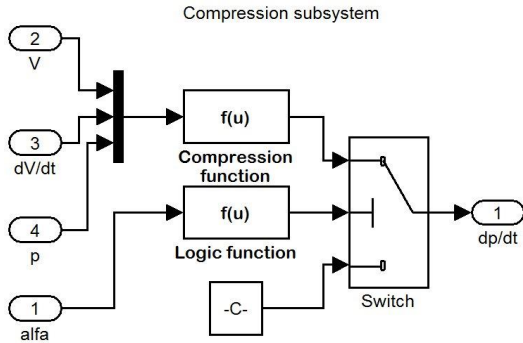 Compression subsystem
2
V
3
dV/dt
4
p
1
alfa
f(u)
Compression
function
f(u)
Logic function
-C-
Switch
1
dp/dt